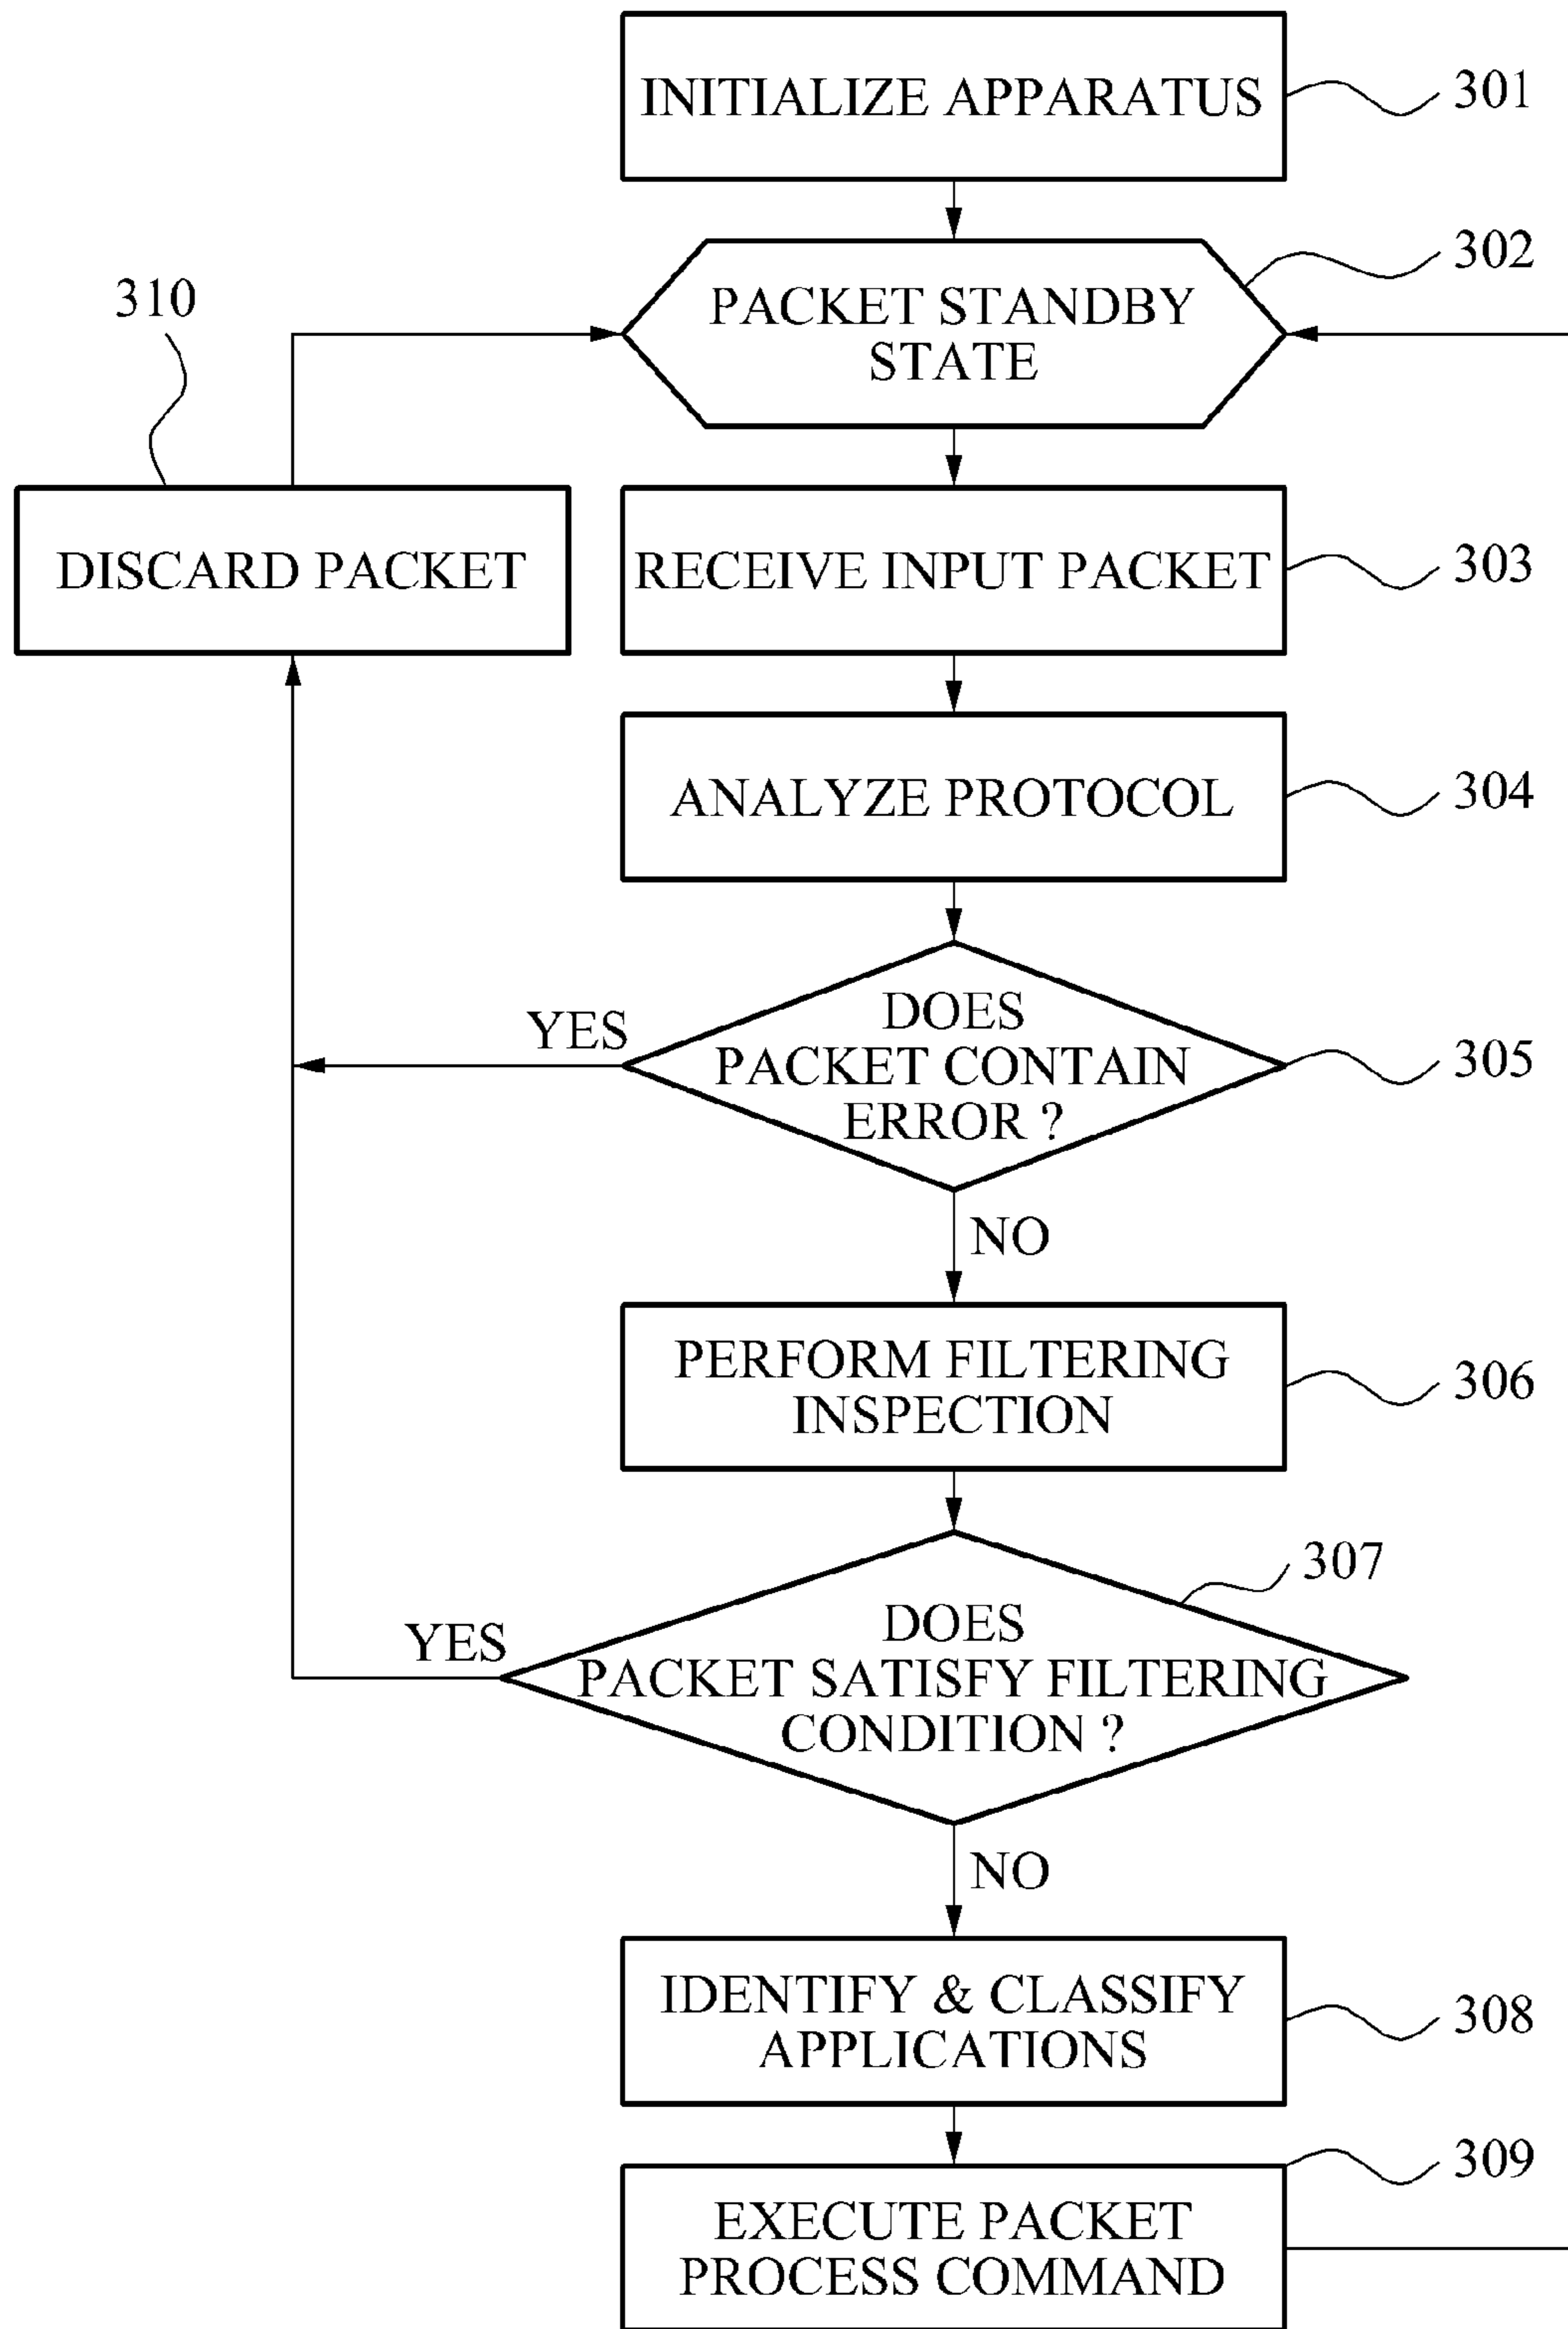 INITIALIZE APPARATUS
301
PACKET STANDBY
STATE
302
310
DISCARD PACKET
RECEIVE INPUT PACKET
303
ANALYZE PROTOCOL
304
YES
DOES
PACKET CONTAIN
ERROR ?
305
NO
PERFORM FILTERING
INSPECTION
306
307
YES
DOES
PACKET SATISFY FILTERING
CONDITION ?
NO
IDENTIFY & CLASSIFY
APPLICATIONS
308
309
EXECUTE PACKET
PROCESS COMMAND